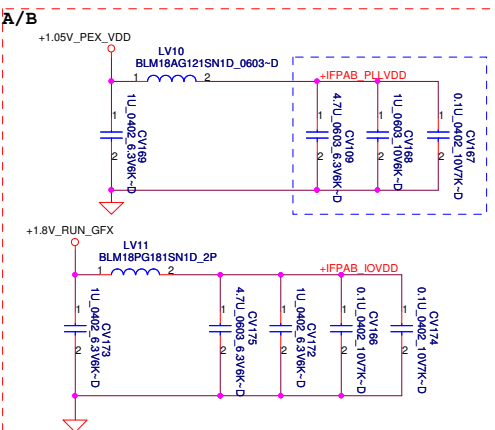 A/B
+1.05V_PEX_VDD
LV10
BLM18AG121SN1D_0603~D
1
2
+IFPAB_PLLVDD
1
2
CV169
1U_0402_6.3V6K~D
1
2
CV109
4.7U_0603_6.3V6K~D
1
2
CV168
1U_0603_10V6K~D
1
2
CV167
0.1U_0402_10V7K~D
+1.8V_RUN_GFX
LV11
BLM18PG181SN1D_2P
1
2
+IFPAB_IOVDD
1
2
CV173
1U_0402_6.3V6K~D
1
2
CV175
4.7U_0603_6.3V6K~D
1
2
CV172
1U_0402_6.3V6K~D
1
2
CV166
0.1U_0402_10V7K~D
1
2
CV174
0.1U_0402_10V7K~D